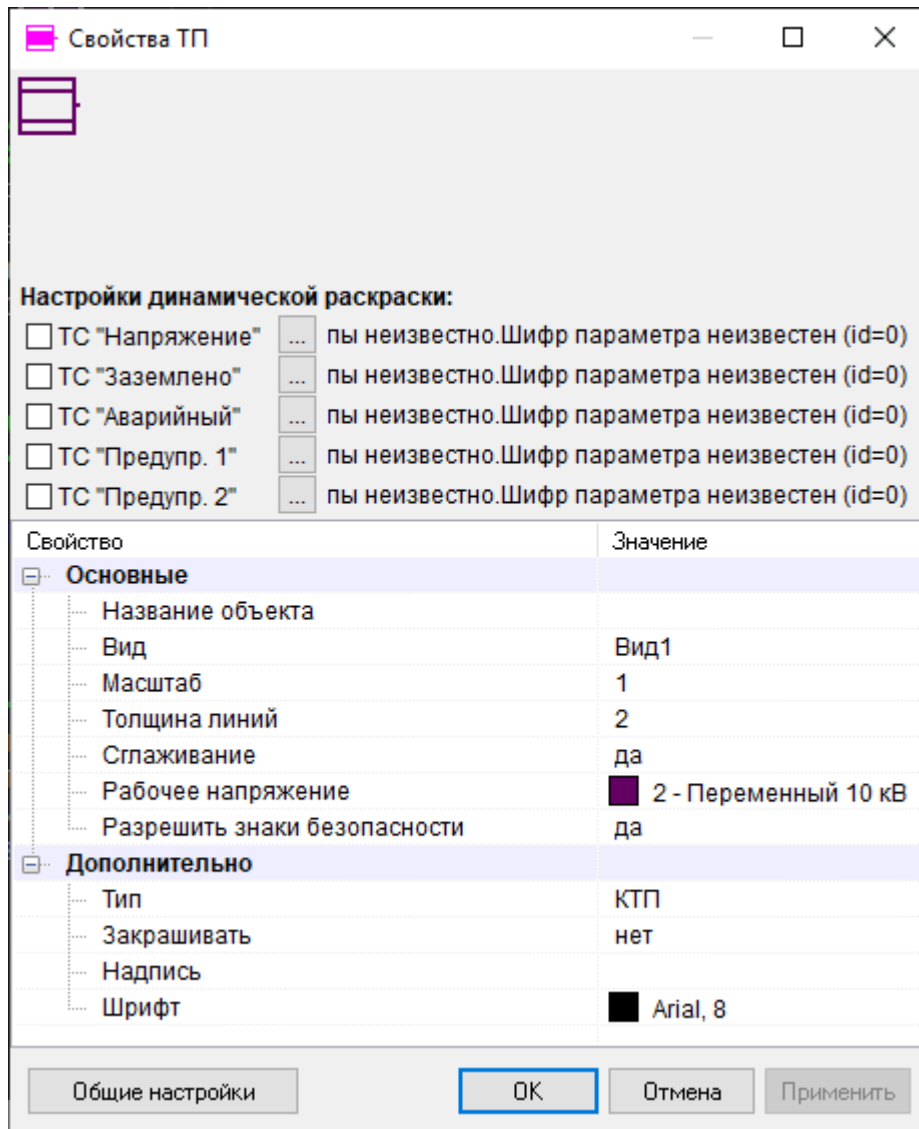 Свойства ТП
Настройки динамической раскраски:
ТС "Напряжение" ... пы неизвестно.Шифр параметра неизвестен (id=0)
ТС "Заземлено" ... пы неизвестно.Шифр параметра неизвестен (id=0)
ТС "Аварийный" ... пы неизвестно.Шифр параметра неизвестен (id=0)
ТС "Предупр. 1" ... пы неизвестно.Шифр параметра неизвестен (id=0)
ТС "Предупр. 2" ... пы неизвестно.Шифр параметра неизвестен (id=0)
Свойство Значение
Основные
Название объекта
Вид Вид1
Масштаб 1
Толщина линий 2
Сглаживание да
Рабочее напряжение 2 - Переменный 10 кВ
Разрешить знаки безопасности да
Дополнительно
Тип КТП
Закрашивать нет
Надпись
Шрифт Arial, 8
Общие настройки OK Отмена Применить